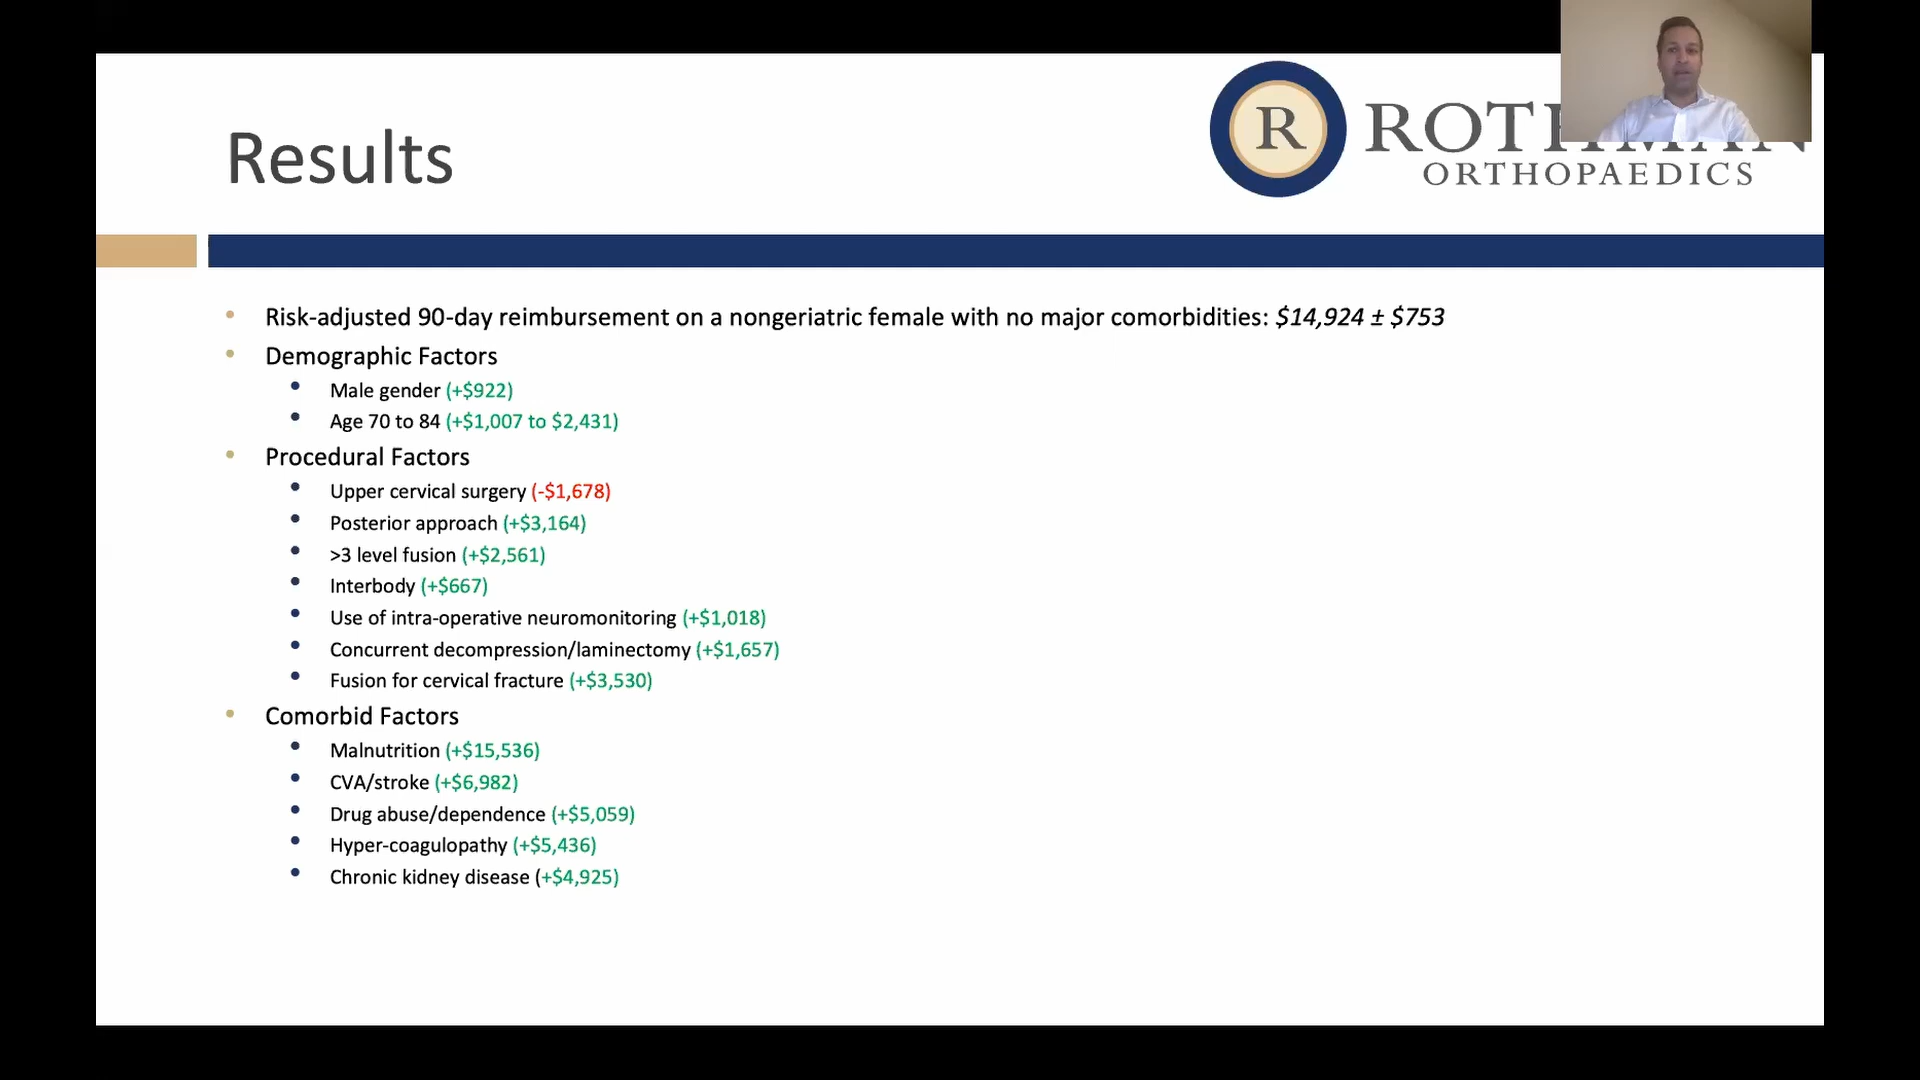 Results
R
ORTHOPAEDICS
• Risk-adjusted 90-day reimbursement on a nongeriatric female with no major comorbidities: $14,924 ± $753
• Demographic Factors
• Male gender (+$922)
• Age 70 to 84 (+$1,007 to $2,431)
• Procedural Factors
• Upper cervical surgery (-$1,678)
• Posterior approach (+$3,164)
• >3 level fusion (+$2,561)
• Interbody (+$667)
• Use of intra-operative neuromonitoring (+$1,018)
• Concurrent decompression/laminectomy (+$1,657)
• Fusion for cervical fracture (+$3,530)
• Comorbid Factors
• Malnutrition (+$15,536)
• CVA/stroke (+$6,982)
• Drug abuse/dependence (+$5,059)
• Hyper-coagulopathy (+$5,436)
• Chronic kidney disease (+$4,925)